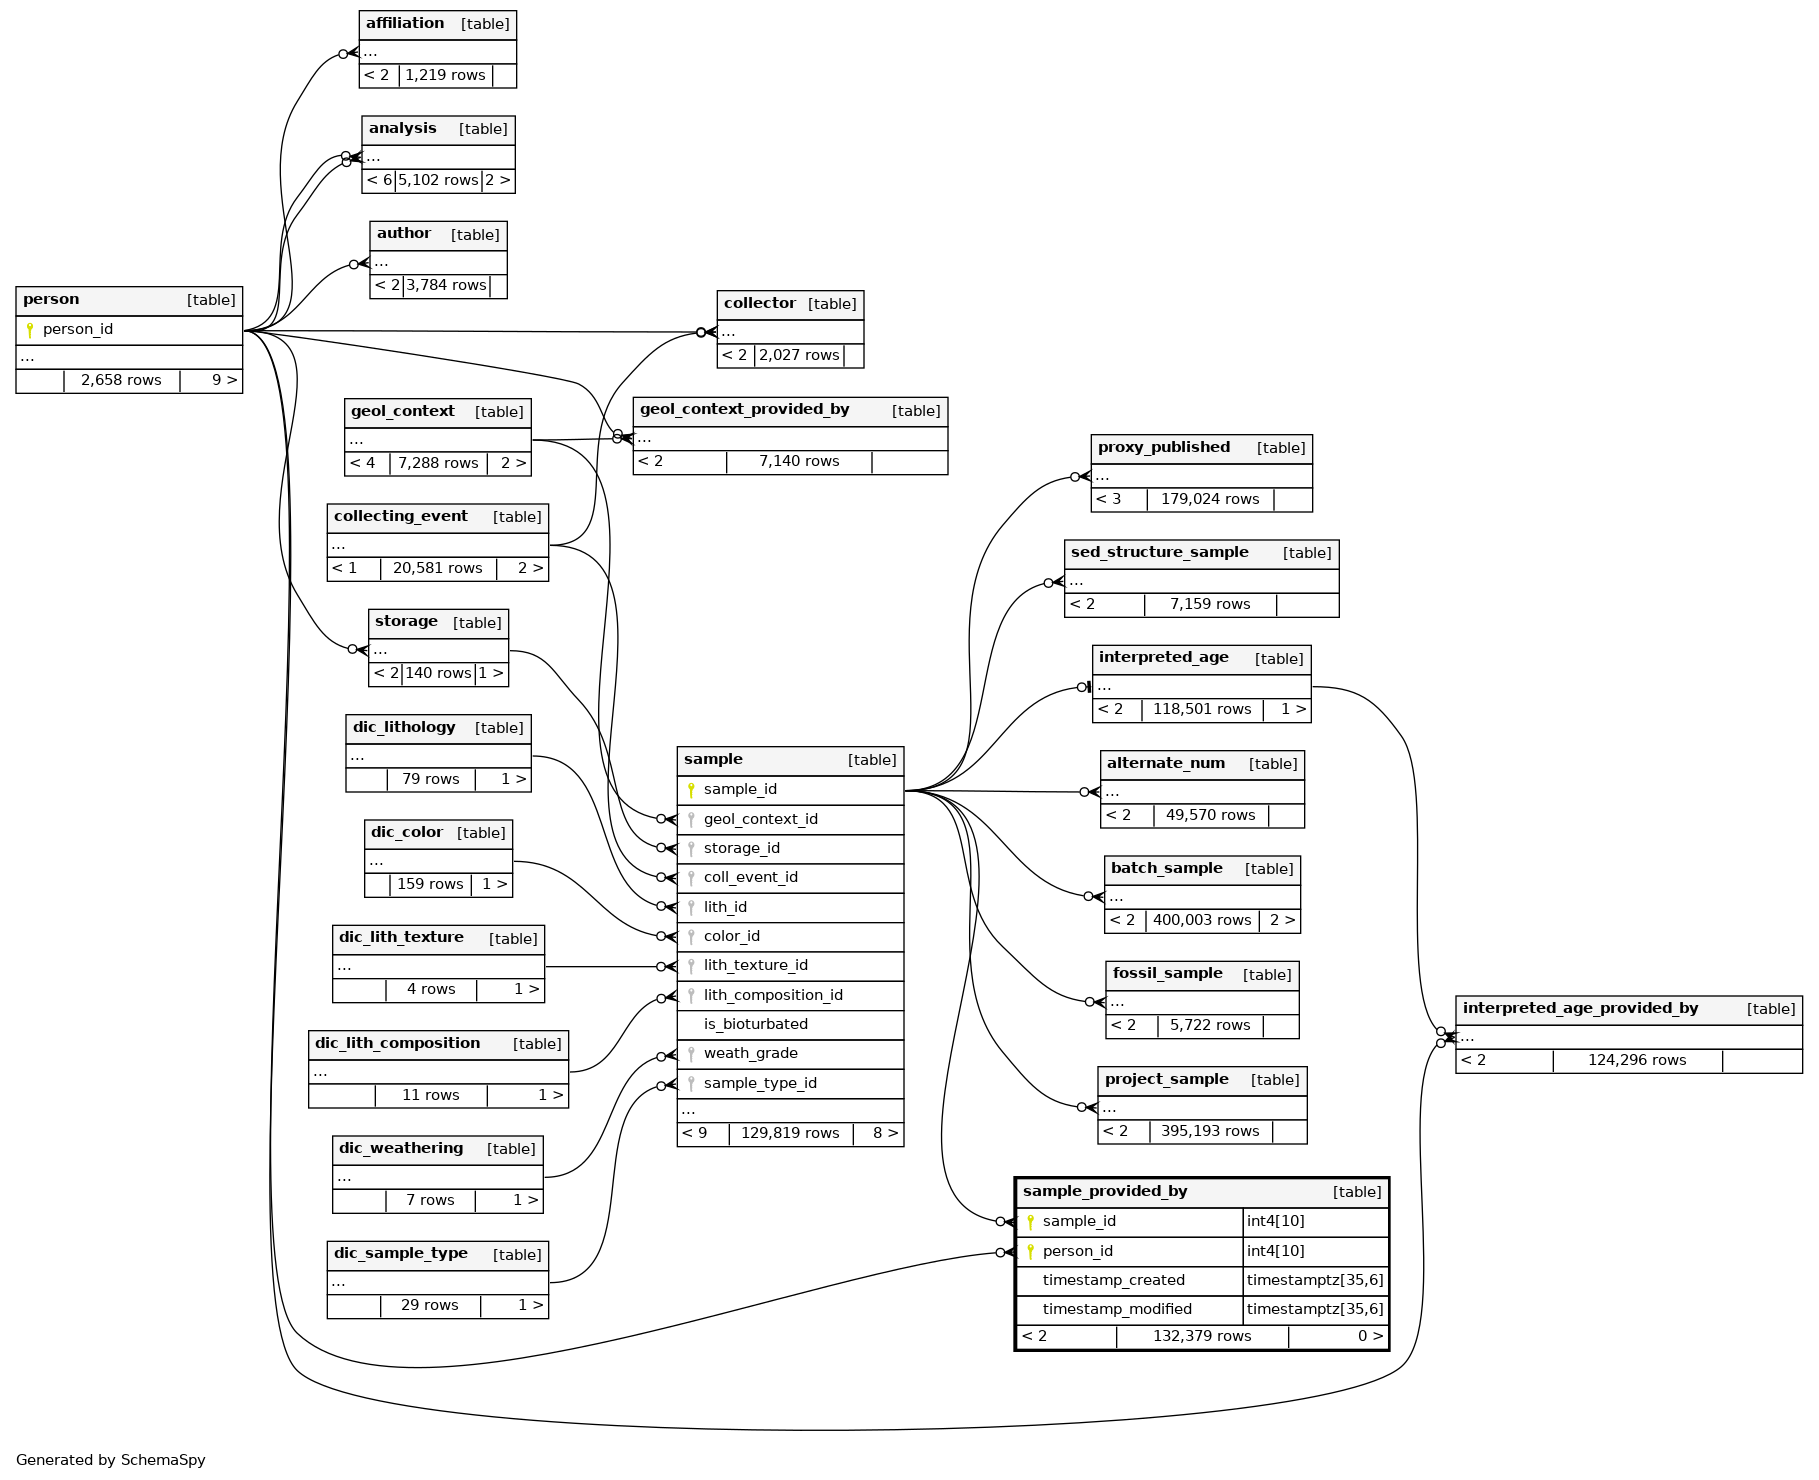 affiliation [table]
...
< 2 1,219 rows
analysis [table]
...
< 6 5,102 rows 2 >
author [table]
...
< 2 3,784 rows
person [table]
person_id
...
2,658 rows 9 >
collector [table]
...
< 2 2,027 rows
geol_context [table]
...
< 4 7,288 rows 2 >
geol_context_provided_by [table]
...
< 2 7,140 rows
collecting_event [table]
...
< 1 20,581 rows 2 >
storage [table]
...
< 2 140 rows 1 >
dic_lithology [table]
...
79 rows 1 >
dic_color [table]
...
159 rows 1 >
dic_lith_texture [table]
...
4 rows 1 >
dic_lith_composition [table]
...
11 rows 1 >
dic_weathering [table]
...
7 rows 1 >
dic_sample_type [table]
...
29 rows 1 >
sample [table]
sample_id
geol_context_id
storage_id
coll_event_id
lith_id
color_id
lith_texture_id
lith_composition_id
is_bioturbated
weath_grade
sample_type_id
...
< 9 129,819 rows 8 >
proxy_published [table]
...
< 3 179,024 rows
sed_structure_sample [table]
...
< 2 7,159 rows
interpreted_age [table]
...
< 2 118,501 rows 1 >
alternate_num [table]
...
< 2 49,570 rows
batch_sample [table]
...
< 2 400,003 rows 2 >
fossil_sample [table]
...
< 2 5,722 rows
project_sample [table]
...
< 2 395,193 rows
sample_provided_by [table]
sample_id int4[10]
person_id int4[10]
timestamp_created timestamptz[35,6]
timestamp_modified timestamptz[35,6]
< 2 132,379 rows 0 >
interpreted_age_provided_by [table]
...
< 2 124,296 rows
Generated by SchemaSpy